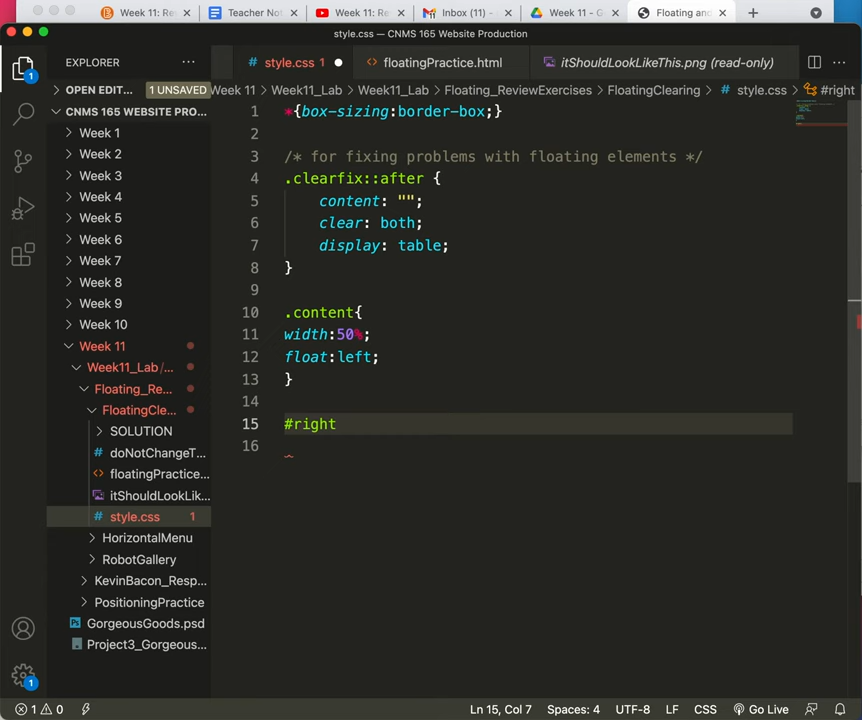 Week 11: Re
Teacher No
Week 11: Re
Inbox (11) -
Week 11 - G
Floating and
style.css — CNMS 165 Website Production
EXPLORER
style.css 1
floatingPractice.html
itShouldLookLikeThis.png (read-only)
OPEN EDIT...
1 UNSAVED
Week 11 > Week11_Lab > Week11_Lab > Floating_ReviewExercises > FloatingClearing > # style.css > #right
CNMS 165 WEBSITE PRO...
Week 1
Week 2
Week 3
Week 4
Week 5
Week 6
Week 7
Week 8
Week 9
Week 10
Week 11
Week11_Lab /...
Floating_Re...
FloatingCle...
SOLUTION
# doNotChangeT...
<> floatingPractice...
itShouldLookLik...
# style.css 1
HorizontalMenu
RobotGallery
KevinBacon_Resp...
PositioningPractice
Ps GorgeousGoods.psd
Project3_Gorgeous...
1
1
1 *{box-sizing:border-box;}
2
3 /* for fixing problems with floating elements */
4 .clearfix::after {
5 content: "";
6 clear: both;
7 display: table;
8 }
9
10 .content{
11 width:50%;
12 float:left;
13 }
14
15 #right
16
1 0
Ln 15, Col 7
Spaces: 4
UTF-8
LF
CSS
Go Live